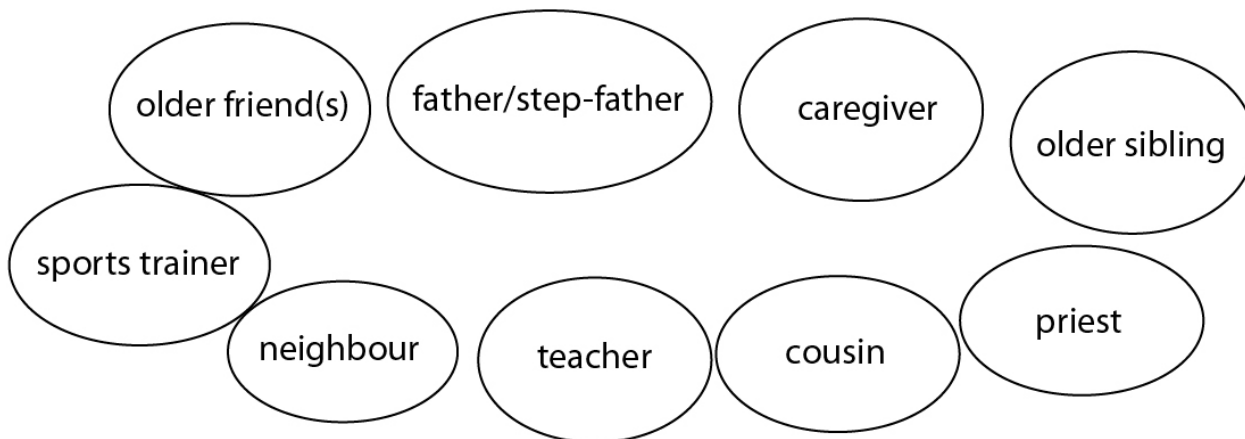 older friend(s)
father/step-father
caregiver
older sibling
sports trainer
neighbour
teacher
cousin
priest